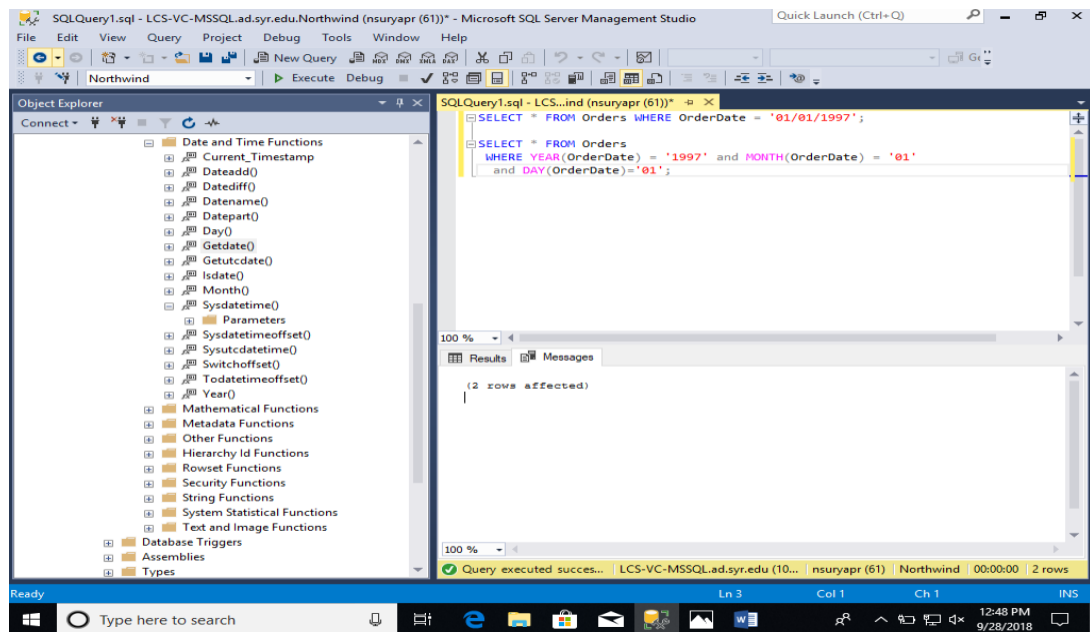 SQLQuery1.sql - LCS-VC-MSSQL.ad.syr.edu.Northwind (nsuryapr (61))* - Microsoft SQL Server Management Studio
Quick Launch (Ctrl+Q)
File Edit View Query Project Debug Tools Window Help
New Query
Northwind Execute Debug
Object Explorer
Connect
Date and Time Functions
Current_Timestamp
Dateadd()
Datediff()
Datename()
Datepart()
Day()
Getdate()
Getutcdate()
Isdate()
Month()
Sysdatetime()
Parameters
Sysdatetimeoffset()
Sysutcdatetime()
Switchoffset()
Todatetimeoffset()
Year()
Mathematical Functions
Metadata Functions
Other Functions
Hierarchy Id Functions
Rowset Functions
Security Functions
String Functions
System Statistical Functions
Text and Image Functions
Database Triggers
Assemblies
Types
SQLQuery1.sql - LCS...ind (nsuryapr (61))*
SELECT * FROM Orders WHERE OrderDate = '01/01/1997';
SELECT * FROM Orders
WHERE YEAR(OrderDate) = '1997' and MONTH(OrderDate) = '01'
and DAY(OrderDate)='01';
100 %
Results Messages
(2 rows affected)
100 %
Query executed succes... LCS-VC-MSSQL.ad.syr.edu (10... nsuryapr (61) Northwind 00:00:00 2 rows
Ready Ln 3 Col 1 Ch 1 INS
Type here to search
12:48 PM
9/28/2018